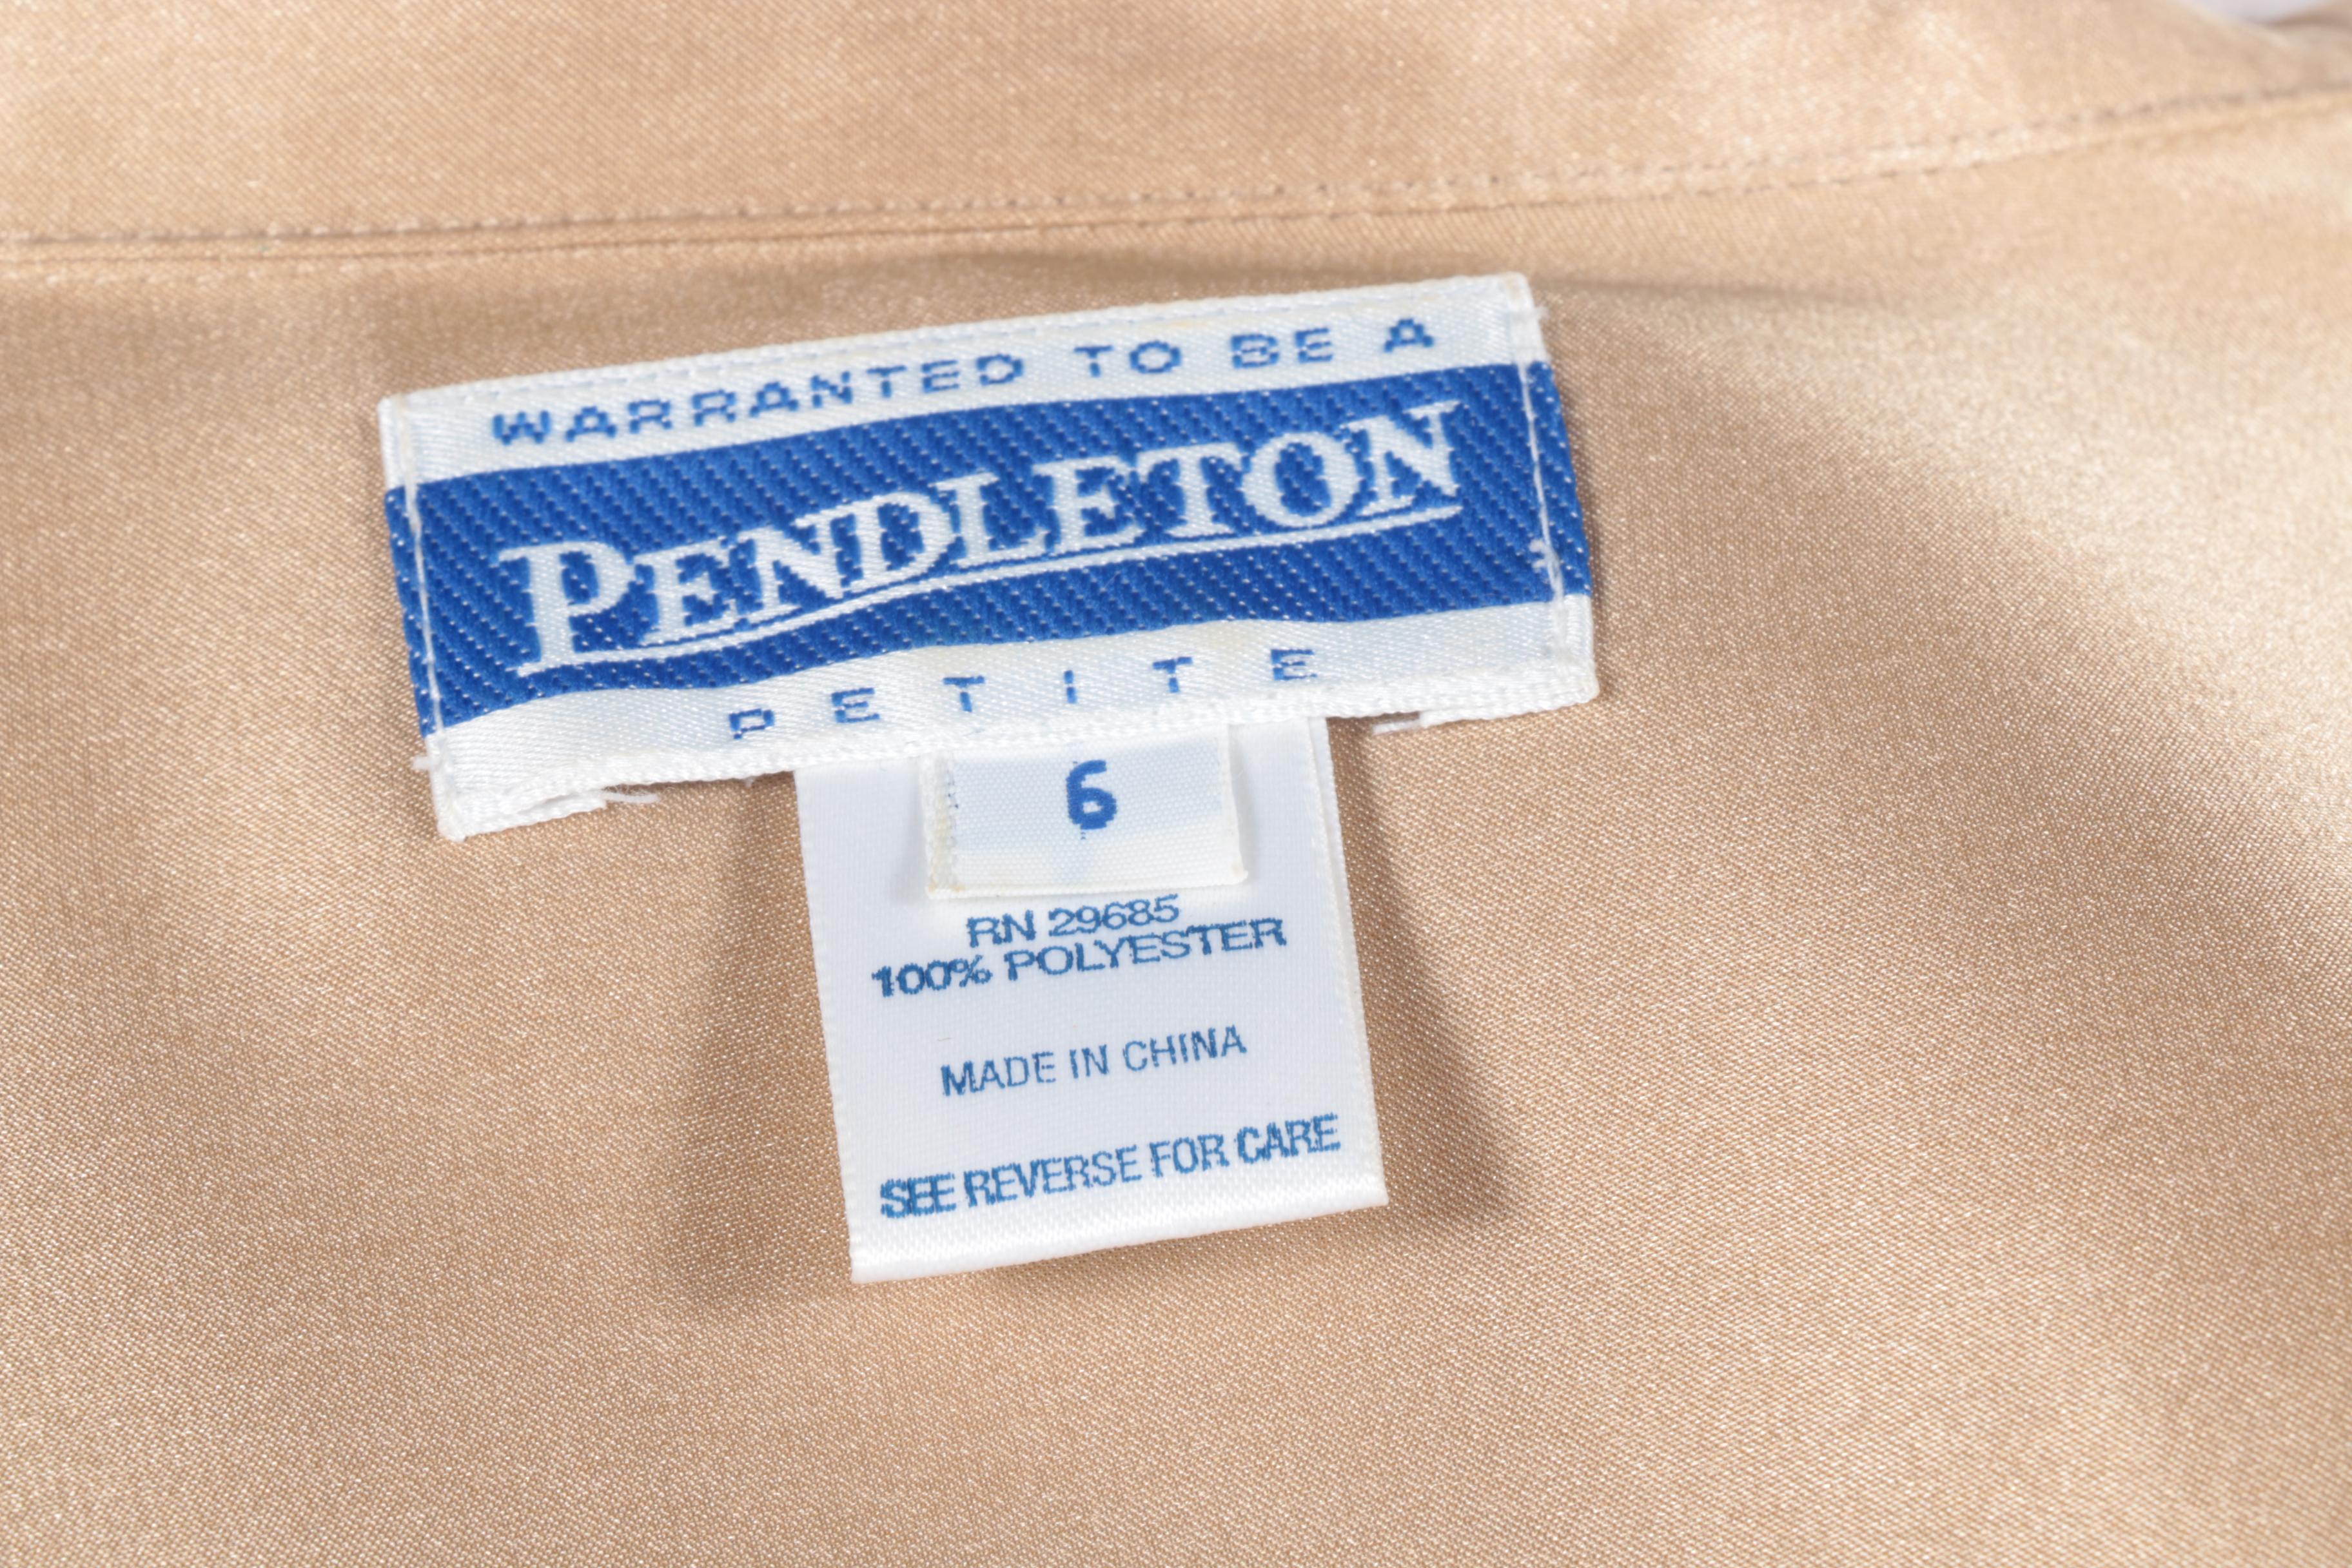 WARRANTED TO BE A
PENDLETON
PETITE
6
RN 29685
100% POLYESTER
MADE IN CHINA
SEE REVERSE FOR CARE